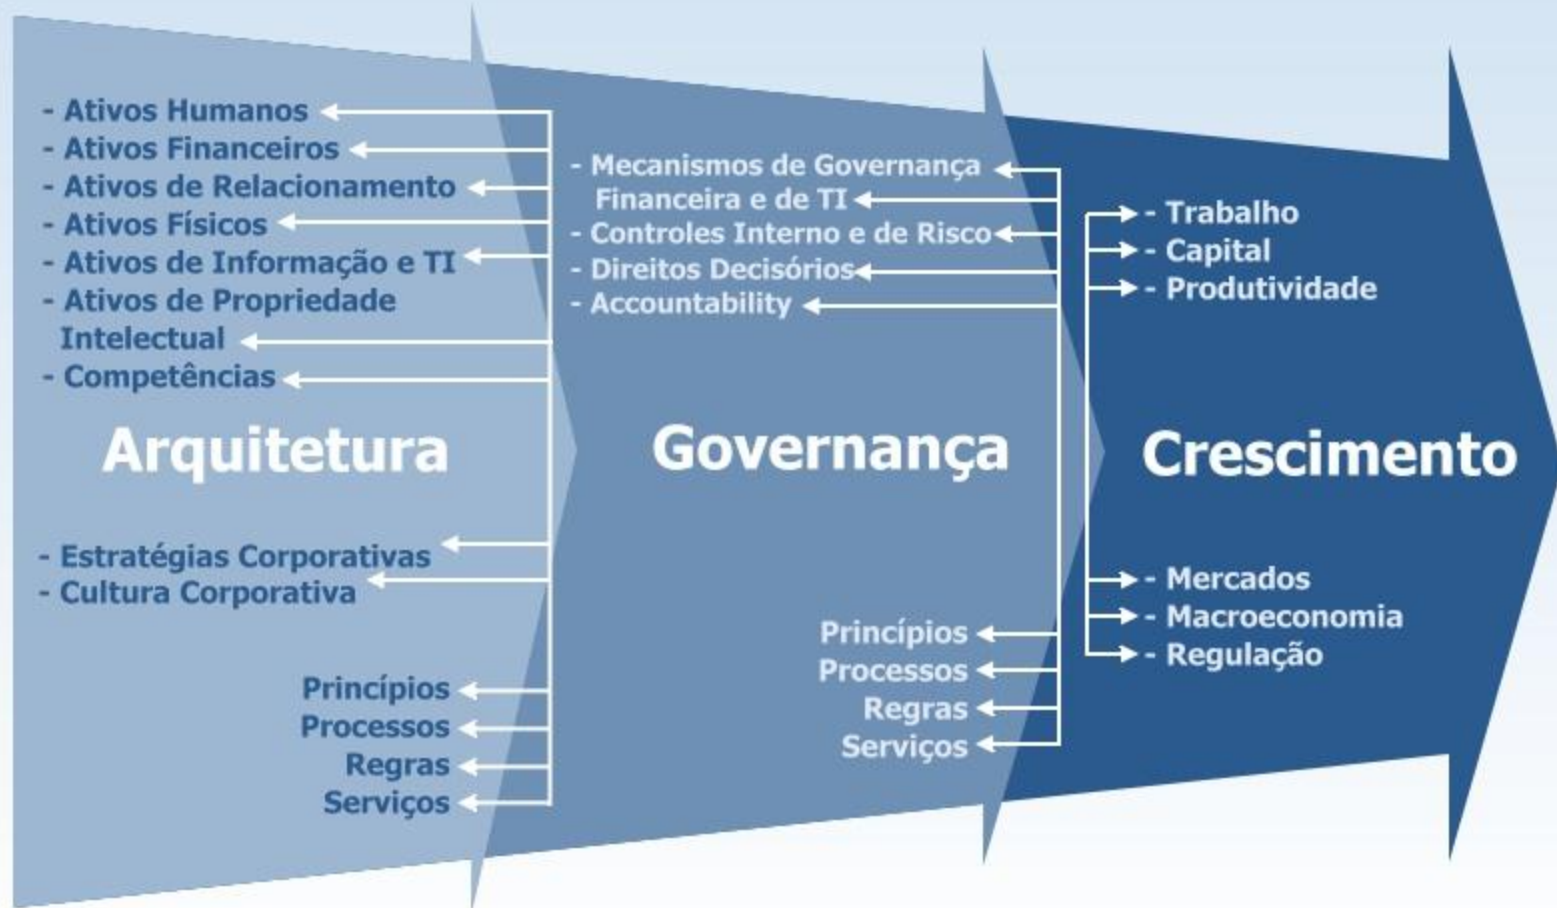 - Ativos Humanos
- Ativos Financeiros
- Ativos de Relacionamento
- Ativos Físicos
- Ativos de Informação e TI
- Ativos de Propriedade
Intelectual
- Competências
Arquitetura
- Estratégias Corporativas
- Cultura Corporativa
Princípios
Processos
Regras
Serviços
- Mecanismos de Governança
Financeira e de TI
- Controles Interno e de Risco
- Direitos Decisórios
- Accountability
Governança
Princípios
Processos
Regras
Serviços
- Trabalho
- Capital
- Produtividade
Crescimento
- Mercados
- Macroeconomia
- Regulação